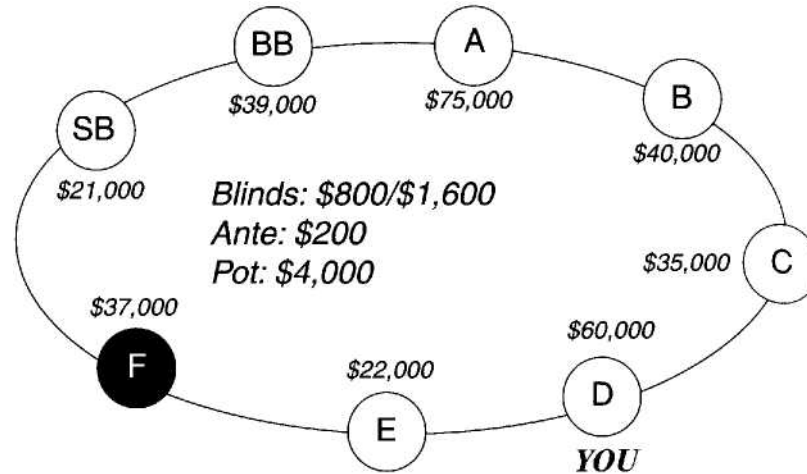 BB
A
$39,000
$75,000
B
$40,000
SB
$21,000
Blinds: $800/$1,600
Ante: $200
Pot: $4,000
C
$35,000
$37,000
F
$22,000
E
$60,000
D
YOU